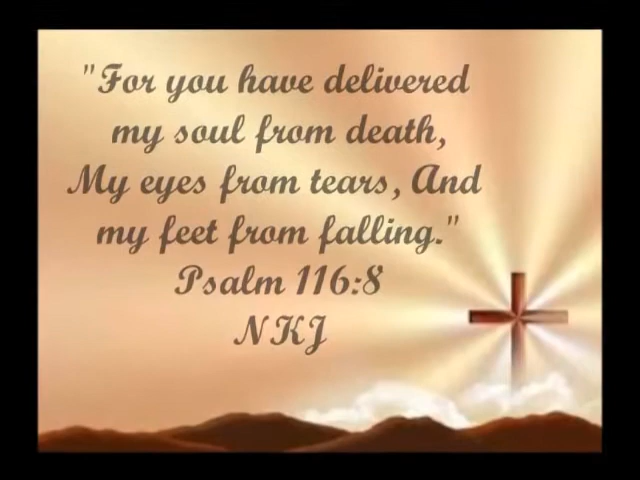 "For you have delivered
my soul from death,
My eyes from tears, And
my feet from falling."
Psalm 116:8
NKJ